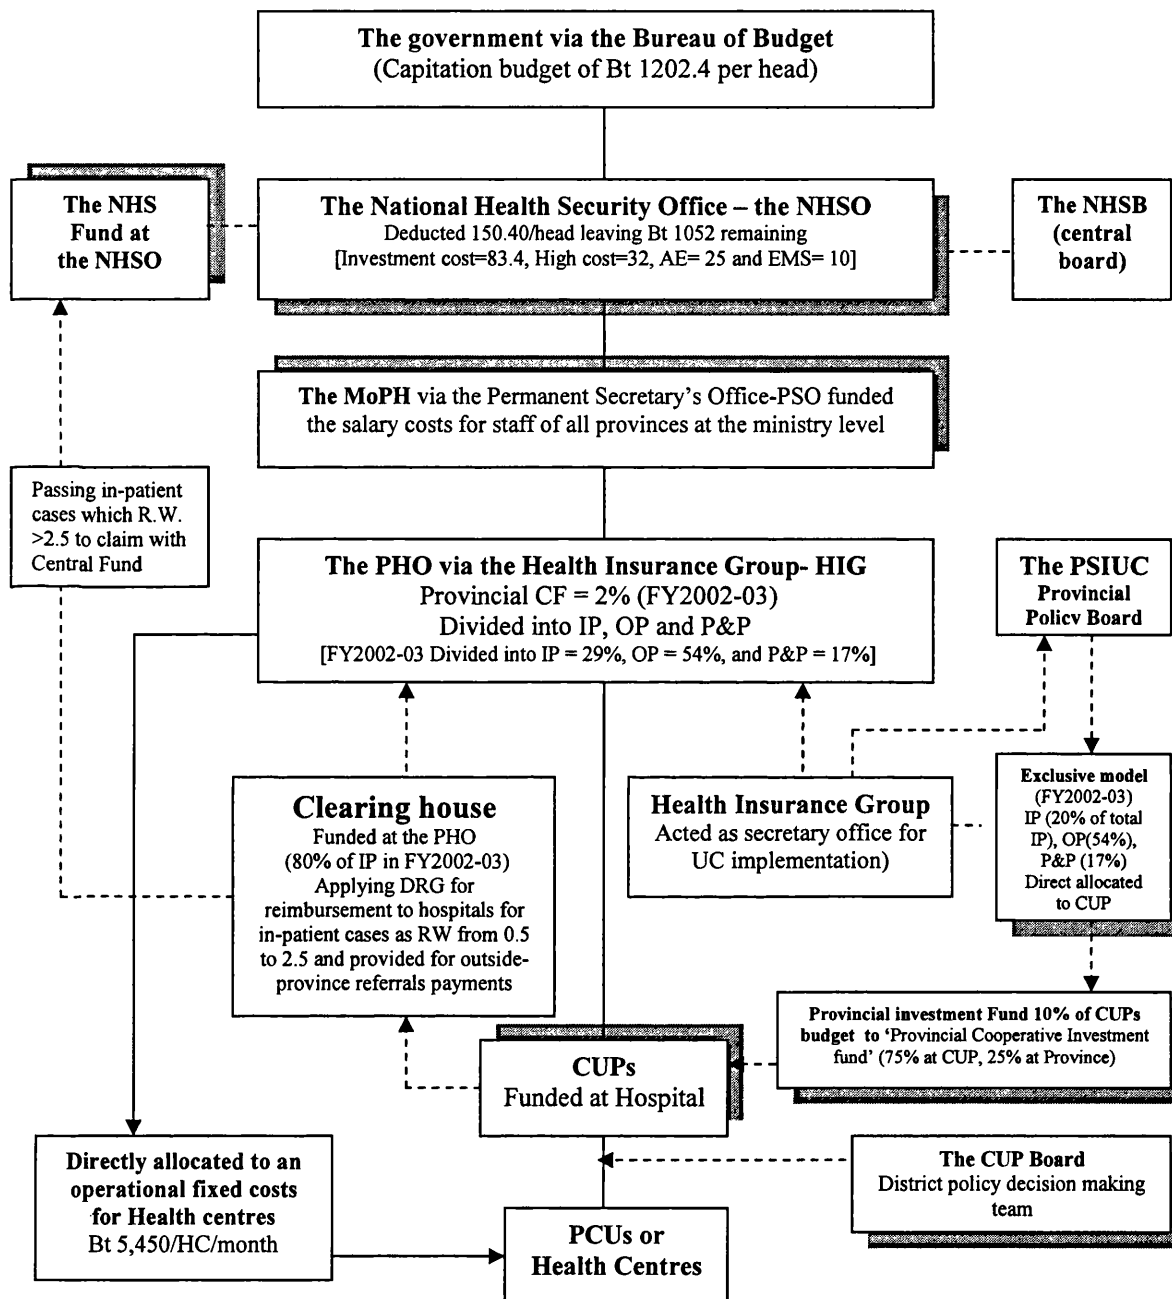 The government via the Bureau of Budget
(Capitation budget of Bt 1202.4 per head)
The NHS
Fund at
the NHSO
The National Health Security Office – the NHSO
Deducted 150.40/head leaving Bt 1052 remaining
[Investment cost=83.4, High cost=32, AE= 25 and EMS= 10]
The NHSB
(central
board)
The MoPH via the Permanent Secretary's Office-PSO funded
the salary costs for staff of all provinces at the ministry level
Passing in-patient
cases which R.W.
>2.5 to claim with
Central Fund
The PHO via the Health Insurance Group- HIG
Provincial CF = 2% (FY2002-03)
Divided into IP, OP and P&P
[FY2002-03 Divided into IP = 29%, OP = 54%, and P&P = 17%]
The PSIUC
Provincial
Policy Board
Clearing house
Funded at the PHO
(80% of IP in FY2002-03)
Applying DRG for
reimbursement to hospitals for
in-patient cases as RW from 0.5
to 2.5 and provided for outside-
province referrals payments
Health Insurance Group
Acted as secretary office for
UC implementation)
Exclusive model
(FY2002-03)
IP (20% of total
IP), OP(54%),
P&P (17%)
Direct allocated
to CUP
Provincial investment Fund 10% of CUPs
budget to 'Provincial Cooperative Investment
fund' (75% at CUP, 25% at Province)
CUPs
Funded at Hospital
Directly allocated to an
operational fixed costs
for Health centres
Bt 5,450/HC/month
The CUP Board
District policy decision making
team
PCUs or
Health Centres